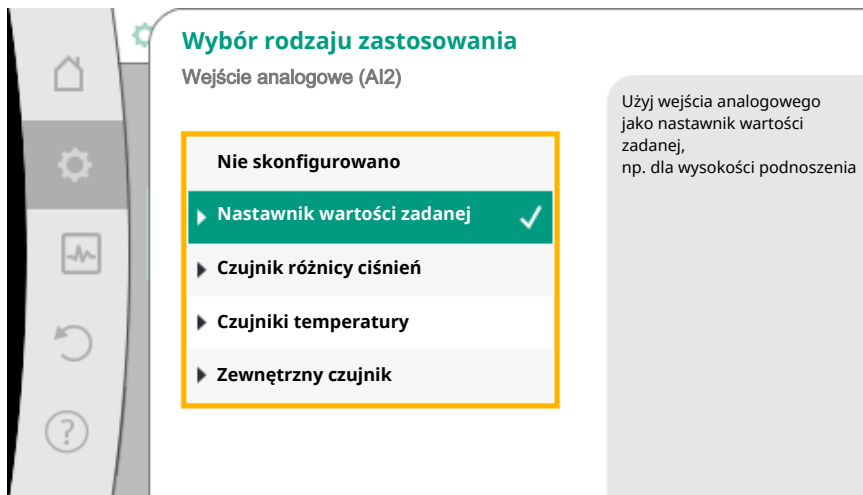 Wybór rodzaju zastosowania
Wejście analogowe (AI2)
Nie skonfigurowano
Nastawnik wartości zadanej
Czujnik różnicy ciśnień
Czujniki temperatury
Zewnętrzny czujnik
Użyj wejścia analogowego
jako nastawnik wartości
zadanej,
np. dla wysokości podnoszenia
?